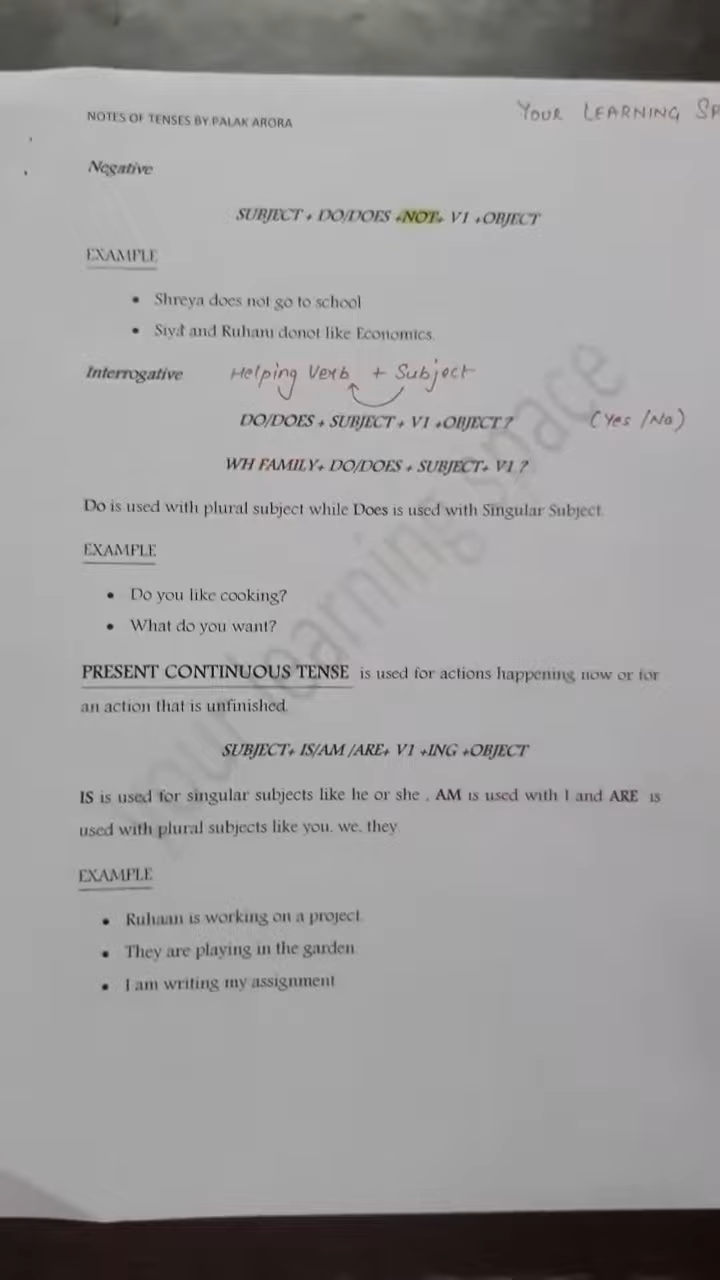 NOTES OF TENSES BY PALAK ARORA
YOUR LEARNING
Negative
SUBJECT + DO/DOES +NOT+ V1 +OBJECT
EXAMPLE
• Shreya does not go to school
• Siya and Ruhani donot like Economics.
Interrogative Helping Verb + Subject
DO/DOES + SUBJECT + V1 +OBJECT ? (Yes /No)
WH FAMILY+ DO/DOES + SUBJECT+ V1 ?
Do is used with plural subject while Does is used with Singular Subject.
EXAMPLE
• Do you like cooking?
• What do you want?
PRESENT CONTINUOUS TENSE is used for actions happening now or for
an action that is unfinished.
SUBJECT+ IS/AM /ARE+ V1 +ING +OBJECT
IS is used for singular subjects like he or she , AM is used with I and ARE is
used with plural subjects like you, we, they
EXAMPLE
• Ruhaan is working on a project.
• They are playing in the garden.
• I am writing my assignment
your learning space